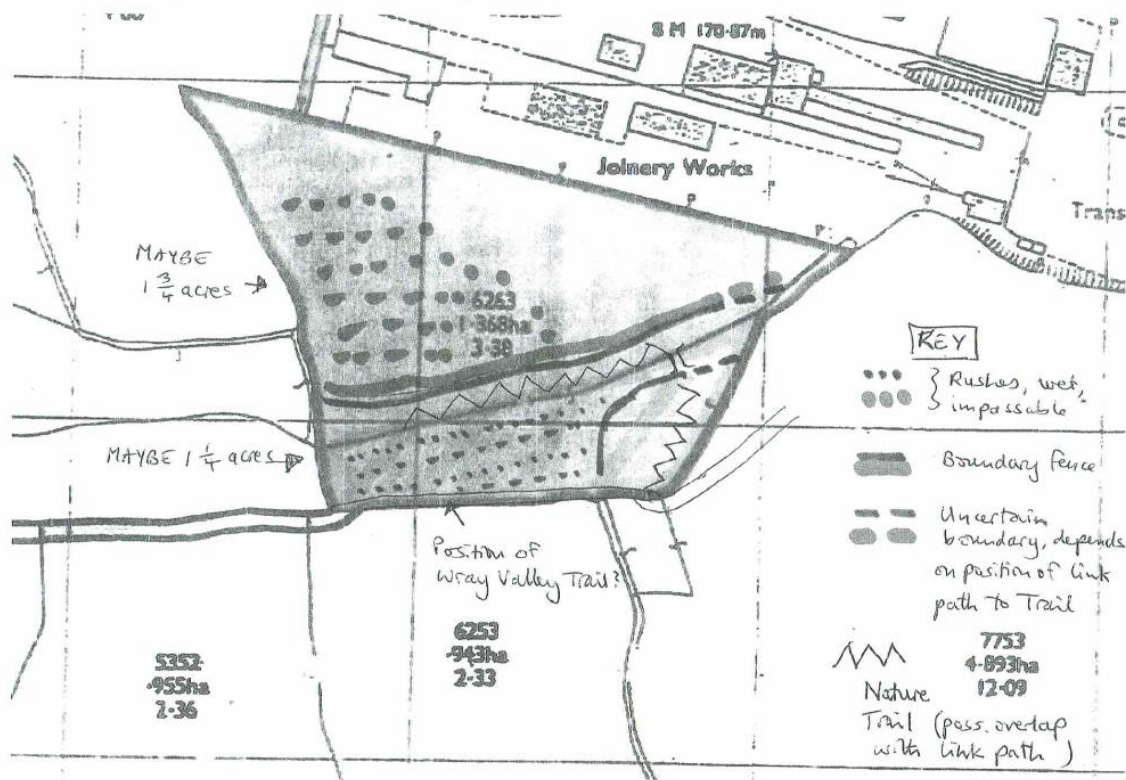 B M 170·87m
Joinery Works
Trans
MAYBE
1 3/4 acres
6263
1·368ha
3·38
KEY
Rushes, wet,
impassable
MAYBE 1 1/4 acres
Boundary fence
Uncertain
boundary, depends
on position of link
path to Trail
Position of
Wray Valley Trail?
5352
·955ha
2·36
6253
·943ha
2·33
7753
4·893ha
12·09
Nature
Trail (poss. overlap
with link path)